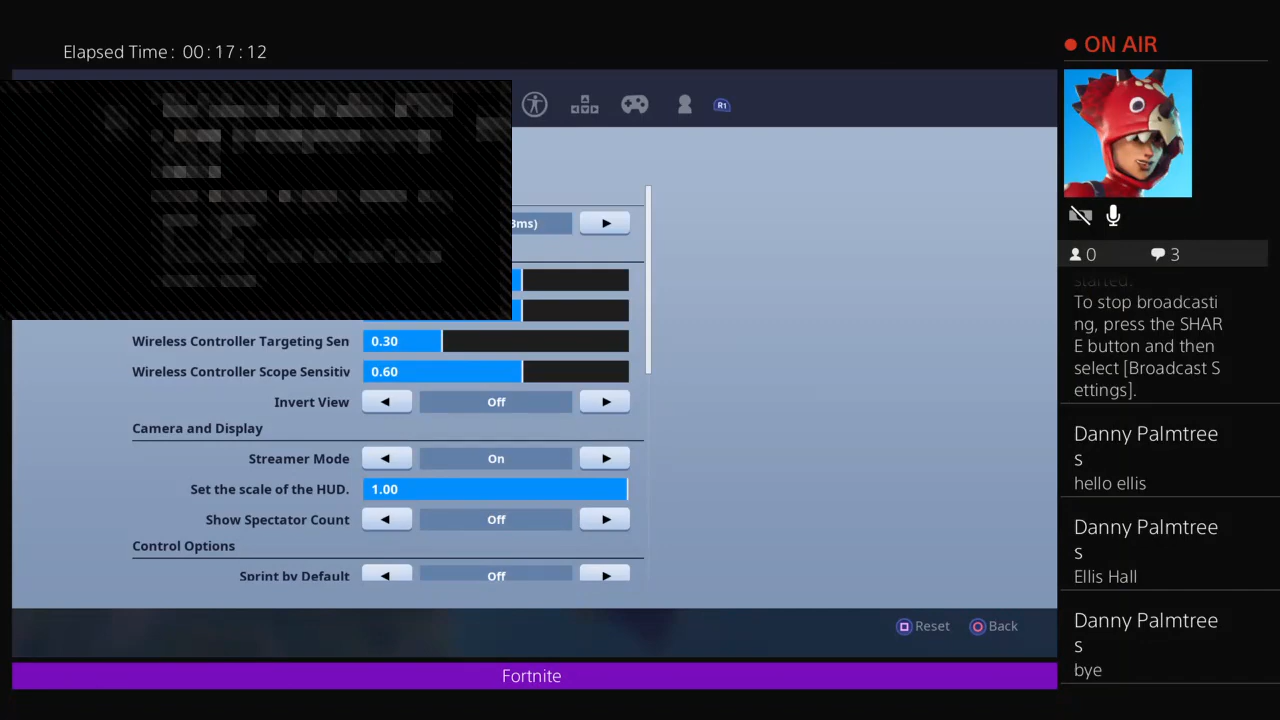 Elapsed Time: 00:17:12
ON AIR
R1
0 3
3ms)
started.
To stop broadcasti
ng, press the SHAR
E button and then
select [Broadcast S
ettings].
Wireless Controller Targeting Sen 0.30
Wireless Controller Scope Sensitiv 0.60
Invert View Off
Camera and Display
Streamer Mode On
Set the scale of the HUD. 1.00
Show Spectator Count Off
Control Options
Sprint by Default Off
Danny Palmtree
s
hello ellis
Danny Palmtree
s
Ellis Hall
Danny Palmtree
s
bye
Reset Back
Fortnite